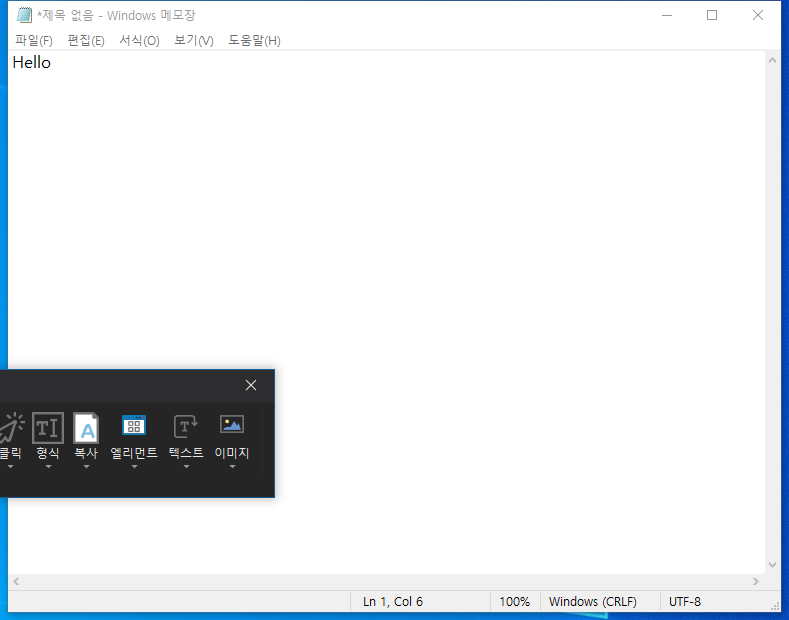 *제목 없음 - Windows 메모장
파일(F) 편집(E) 서식(O) 보기(V) 도움말(H)
Hello
클릭 형식 복사 엘리먼트 텍스트 이미지
Ln 1, Col 6 100% Windows (CRLF) UTF-8